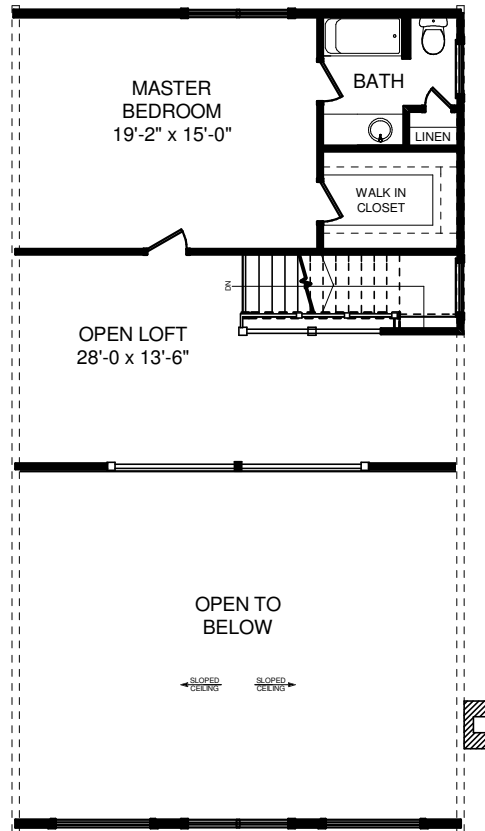 MASTER
BEDROOM
19'-2" x 15'-0"
BATH
LINEN
WALK IN
CLOSET
DN
OPEN LOFT
28'-0 x 13'-6"
OPEN TO
BELOW
SLOPED
CEILING
SLOPED
CEILING